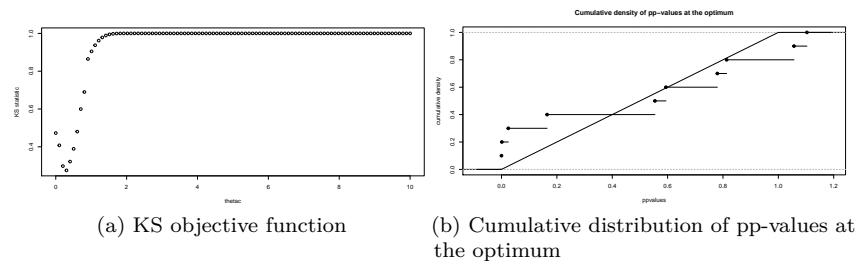 Cumulative density of pp−values at the optimum
KS statistic
0.4 0.6 0.8 1.0
0 2 4 6 8 10
thetac
cumulative density
0.0 0.2 0.4 0.6 0.8 1.0
0.0 0.2 0.4 0.6 0.8 1.0 1.2
ppvalues
(a) KS objective function
(b) Cumulative distribution of pp-values at
the optimum